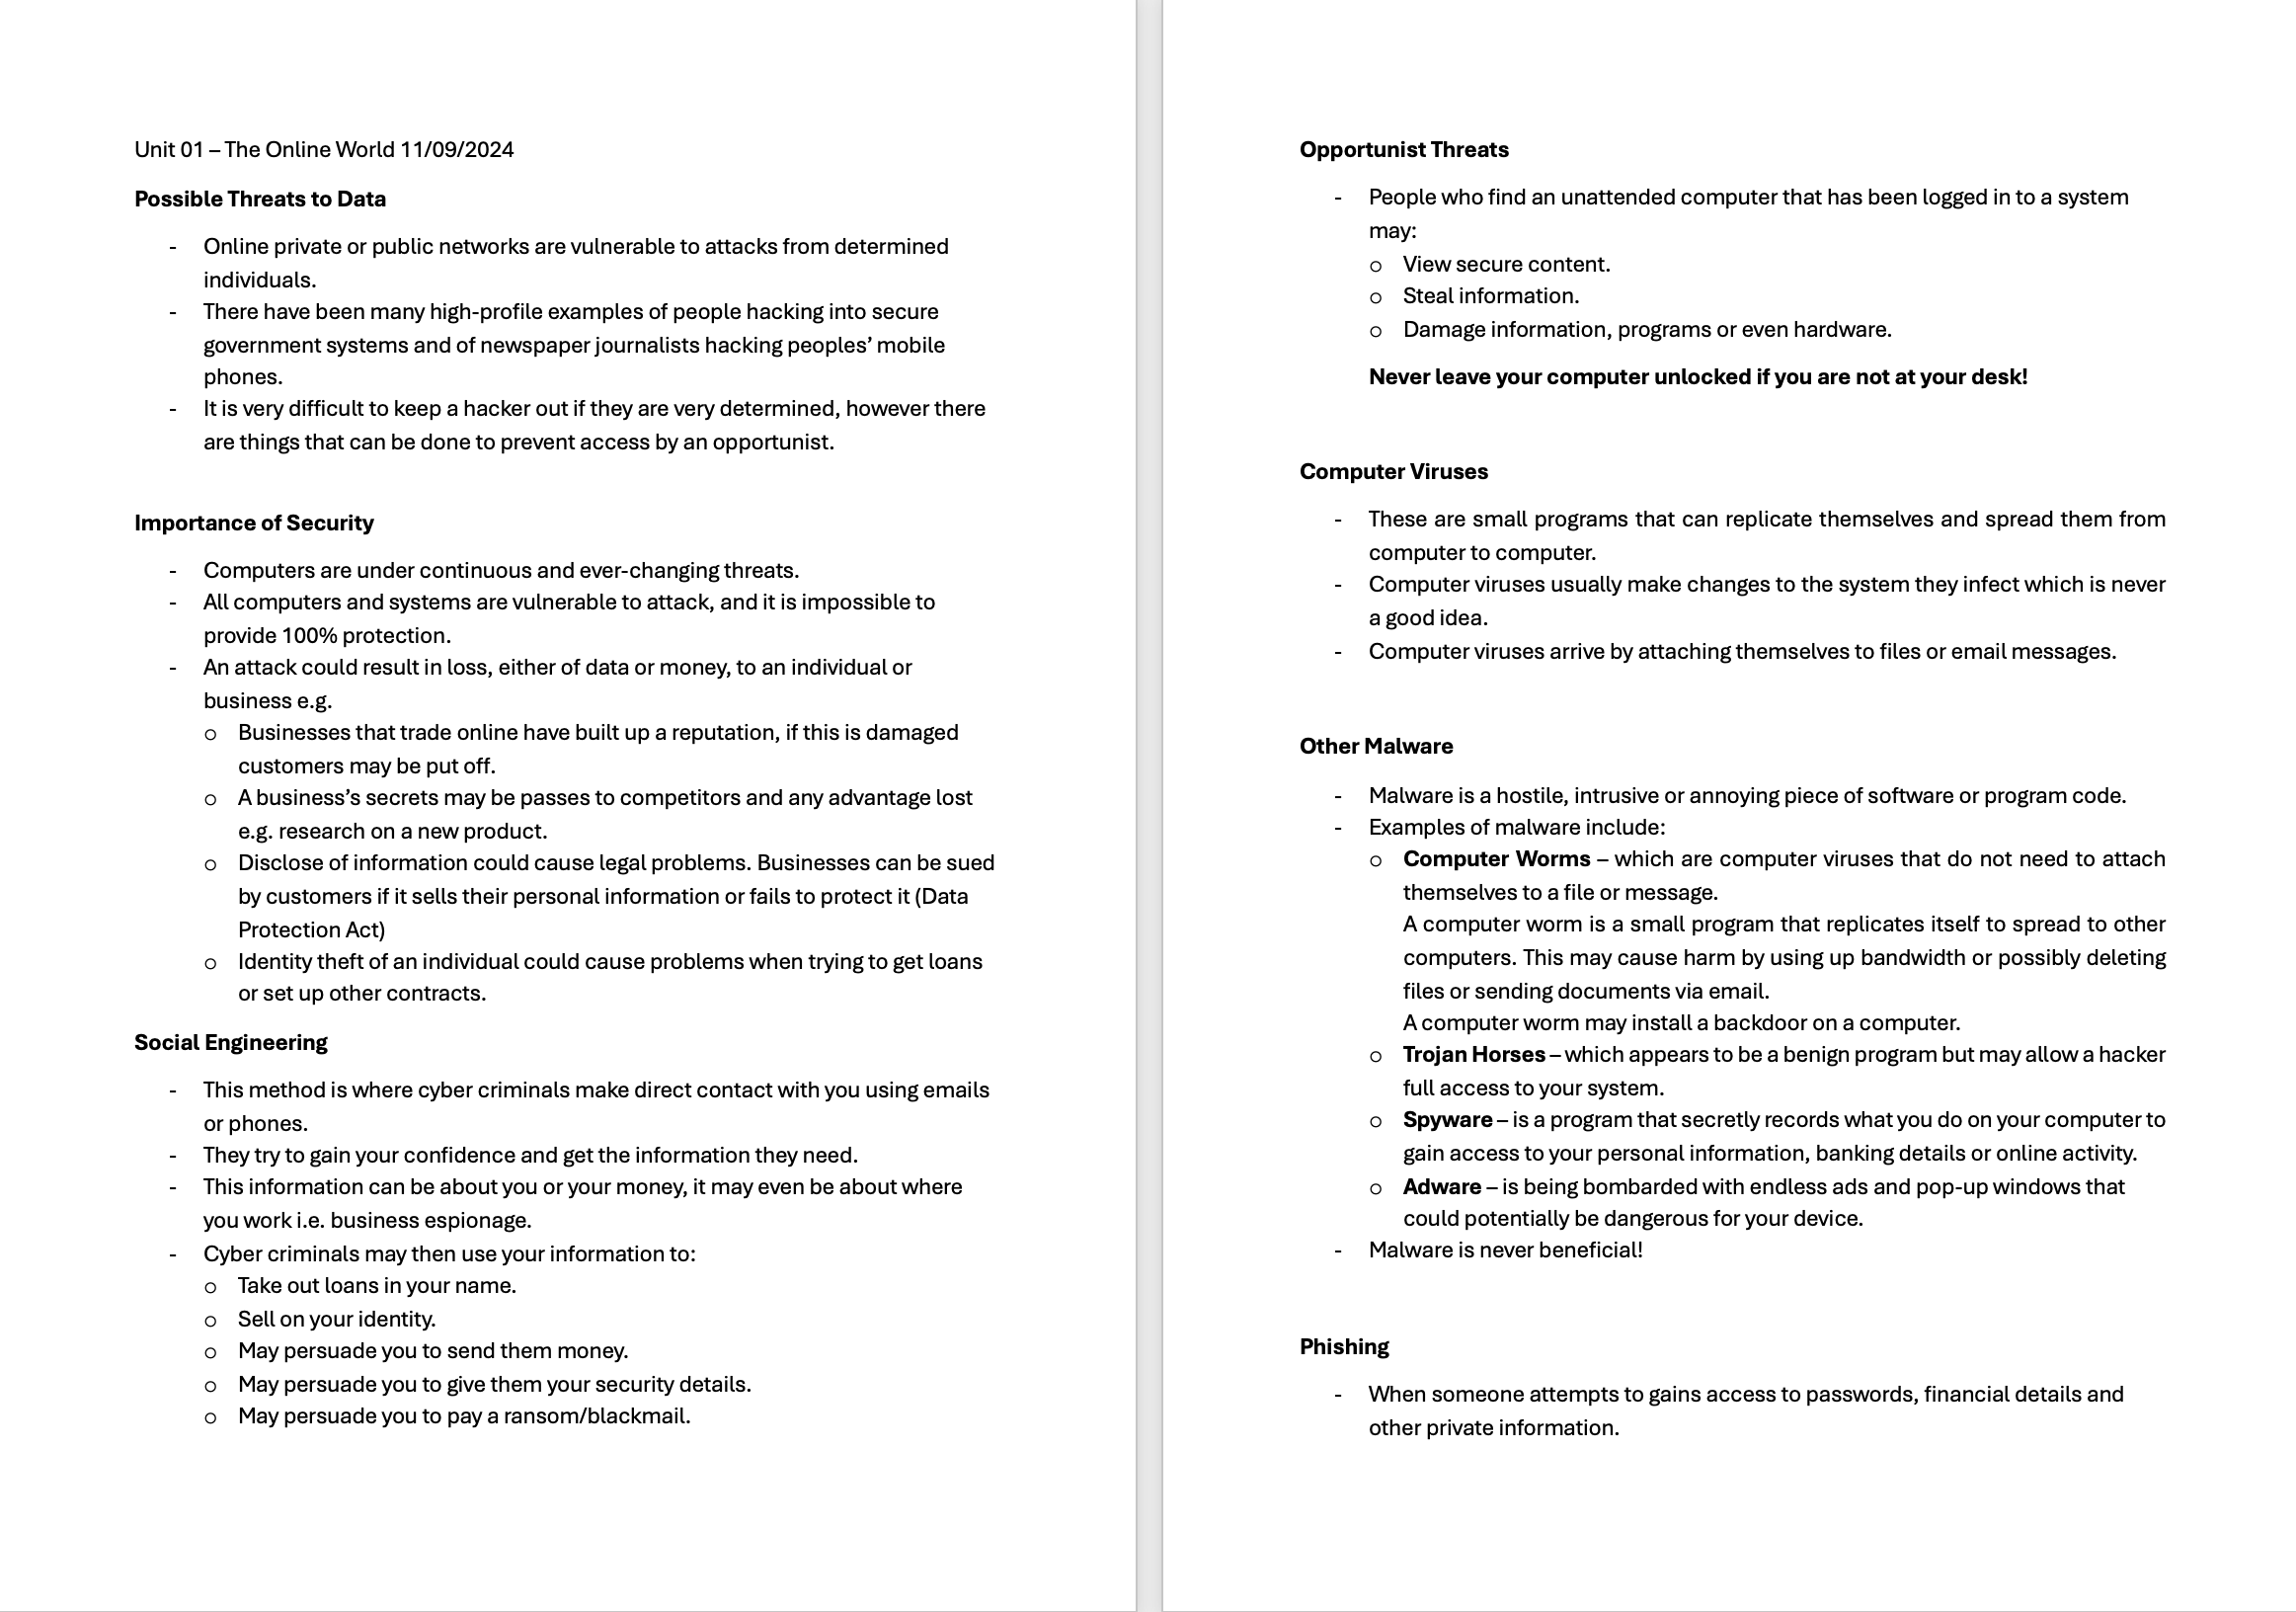 Unit 01 – The Online World 11/09/2024
Possible Threats to Data
- Online private or public networks are vulnerable to attacks from determined
individuals.
- There have been many high-profile examples of people hacking into secure
government systems and of newspaper journalists hacking peoples’ mobile
phones.
- It is very difficult to keep a hacker out if they are very determined, however there
are things that can be done to prevent access by an opportunist.
Importance of Security
- Computers are under continuous and ever-changing threats.
- All computers and systems are vulnerable to attack, and it is impossible to
provide 100% protection.
- An attack could result in loss, either of data or money, to an individual or
business e.g.
o Businesses that trade online have built up a reputation, if this is damaged
customers may be put off.
o A business’s secrets may be passes to competitors and any advantage lost
e.g. research on a new product.
o Disclose of information could cause legal problems. Businesses can be sued
by customers if it sells their personal information or fails to protect it (Data
Protection Act)
o Identity theft of an individual could cause problems when trying to get loans
or set up other contracts.
Social Engineering
- This method is where cyber criminals make direct contact with you using emails
or phones.
- They try to gain your confidence and get the information they need.
- This information can be about you or your money, it may even be about where
you work i.e. business espionage.
- Cyber criminals may then use your information to:
o Take out loans in your name.
o Sell on your identity.
o May persuade you to send them money.
o May persuade you to give them your security details.
o May persuade you to pay a ransom/blackmail.
Opportunist Threats
- People who find an unattended computer that has been logged in to a system
may:
o View secure content.
o Steal information.
o Damage information, programs or even hardware.
Never leave your computer unlocked if you are not at your desk!
Computer Viruses
- These are small programs that can replicate themselves and spread them from
computer to computer.
- Computer viruses usually make changes to the system they infect which is never
a good idea.
- Computer viruses arrive by attaching themselves to files or email messages.
Other Malware
- Malware is a hostile, intrusive or annoying piece of software or program code.
- Examples of malware include:
o Computer Worms – which are computer viruses that do not need to attach
themselves to a file or message.
A computer worm is a small program that replicates itself to spread to other
computers. This may cause harm by using up bandwidth or possibly deleting
files or sending documents via email.
A computer worm may install a backdoor on a computer.
o Trojan Horses – which appears to be a benign program but may allow a hacker
full access to your system.
o Spyware – is a program that secretly records what you do on your computer to
gain access to your personal information, banking details or online activity.
o Adware – is being bombarded with endless ads and pop-up windows that
could potentially be dangerous for your device.
- Malware is never beneficial!
Phishing
- When someone attempts to gains access to passwords, financial details and
other private information.